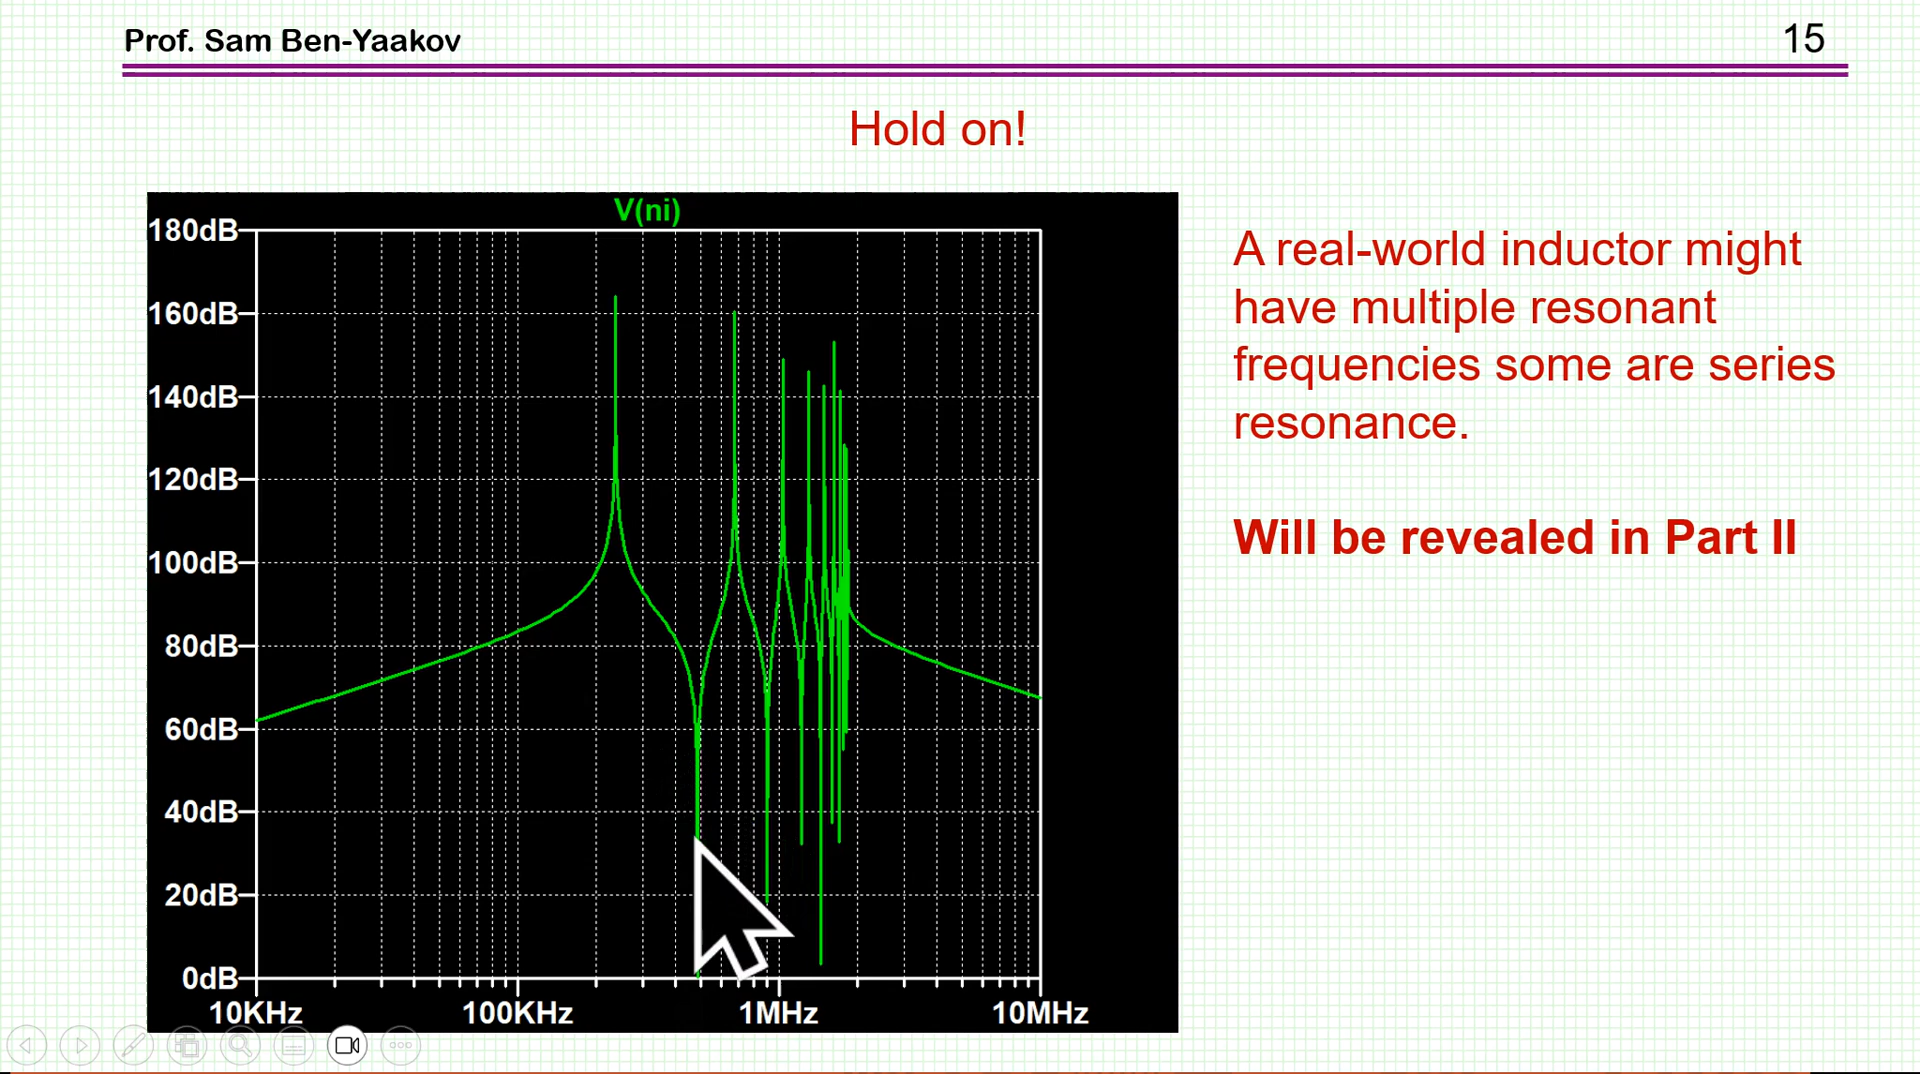 Prof. Sam Ben-Yaakov
15
Hold on!
V(ni)
180dB
160dB
140dB
120dB
100dB
80dB
60dB
40dB
20dB
0dB
10KHz 100KHz 1MHz 10MHz
A real-world inductor might
have multiple resonant
frequencies some are series
resonance.
Will be revealed in Part II